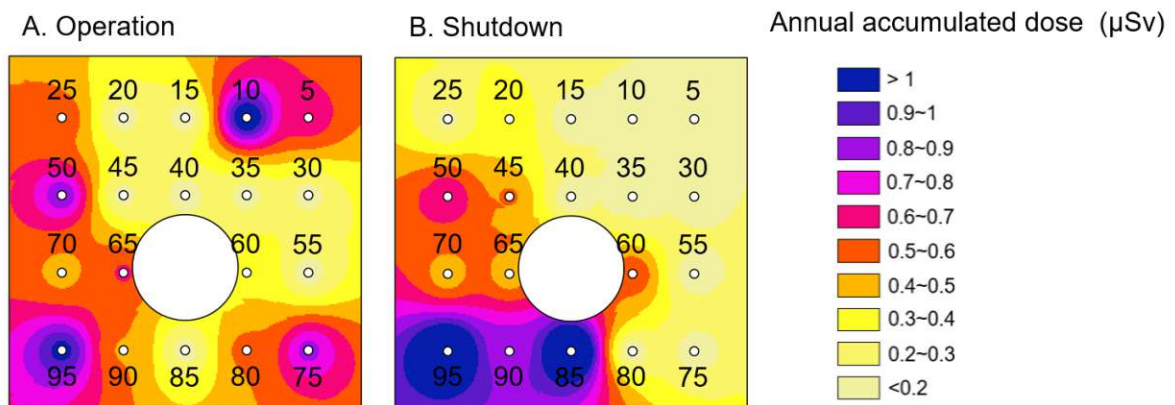 A. Operation
25 20 15 10 5
50 45 40 35 30
70 65 60 55
95 90 85 80 75
B. Shutdown
25 20 15 10 5
50 45 40 35 30
70 65 60 55
95 90 85 80 75
Annual accumulated dose (μSv)
> 1
0.9~1
0.8~0.9
0.7~0.8
0.6~0.7
0.5~0.6
0.4~0.5
0.3~0.4
0.2~0.3
<0.2